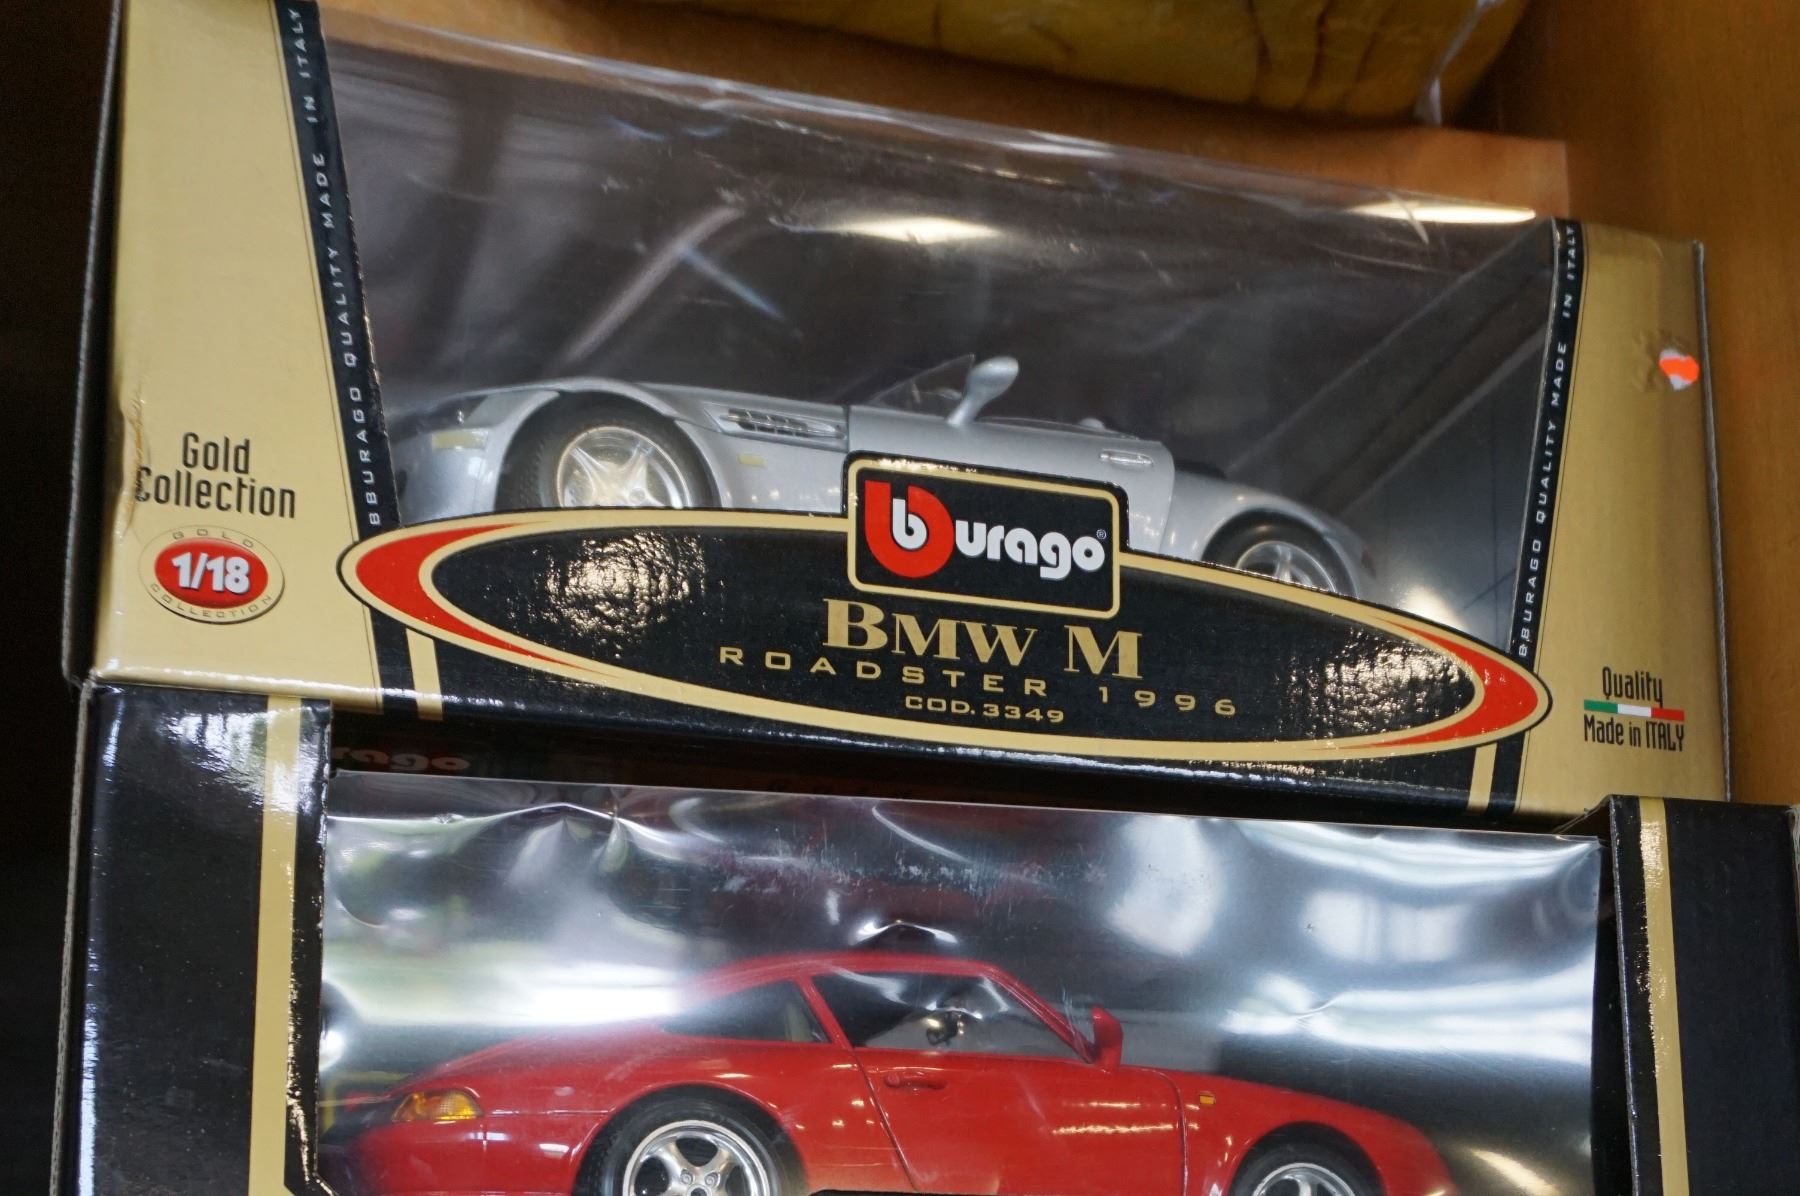 BBURAGO QUALITY MADE IN ITALY
BBURAGO QUALITY MADE IN ITALY
Gold
Collection
GOLD
1/18
COLLECTION
burago®
BMW M
ROADSTER 1996
COD. 3349
Quality
Made in ITALY
rago